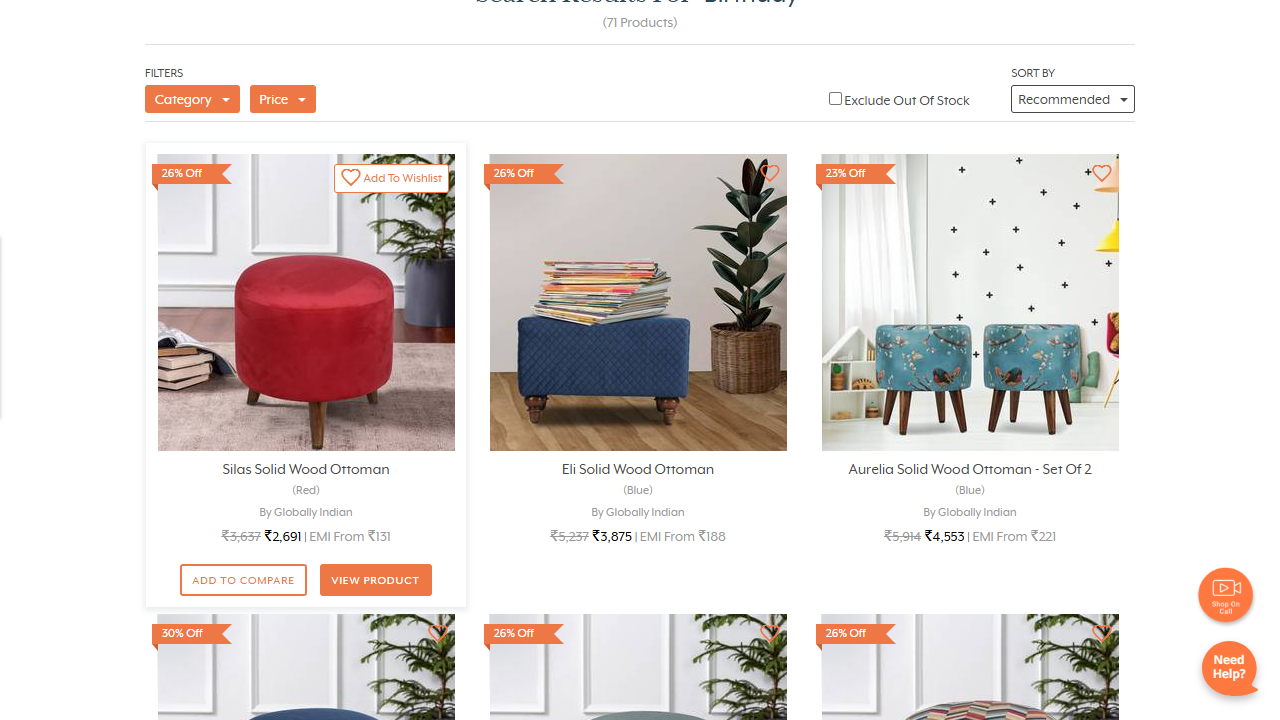 (71 Products)
FILTERS
SORT BY
Category
Price
Exclude Out Of Stock
Recommended
26% Off
Add To Wishlist
26% Off
23% Off
Silas Solid Wood Ottoman
Eli Solid Wood Ottoman
Aurelia Solid Wood Ottoman - Set Of 2
(Red)
(Blue)
(Blue)
By Globally Indian
By Globally Indian
By Globally Indian
₹3,637 ₹2,691 | EMI From ₹131
₹5,237 ₹3,875 | EMI From ₹188
₹5,914 ₹4,553 | EMI From ₹221
ADD TO COMPARE
VIEW PRODUCT
Shop On
Call
30% Off
26% Off
26% Off
Need
Help?